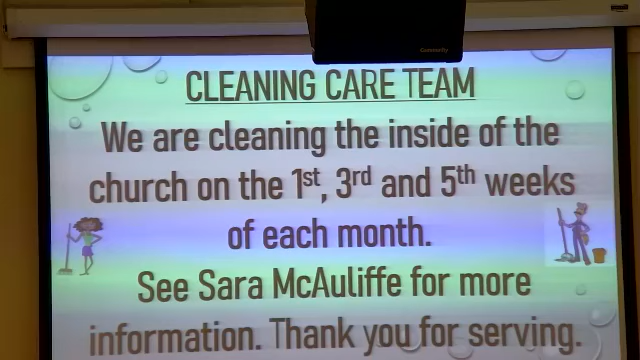 Community
CLEANING CARE TEAM
We are cleaning the inside of the
church on the 1st, 3rd and 5th weeks
of each month.
See Sara McAuliffe for more
information. Thank you for serving.